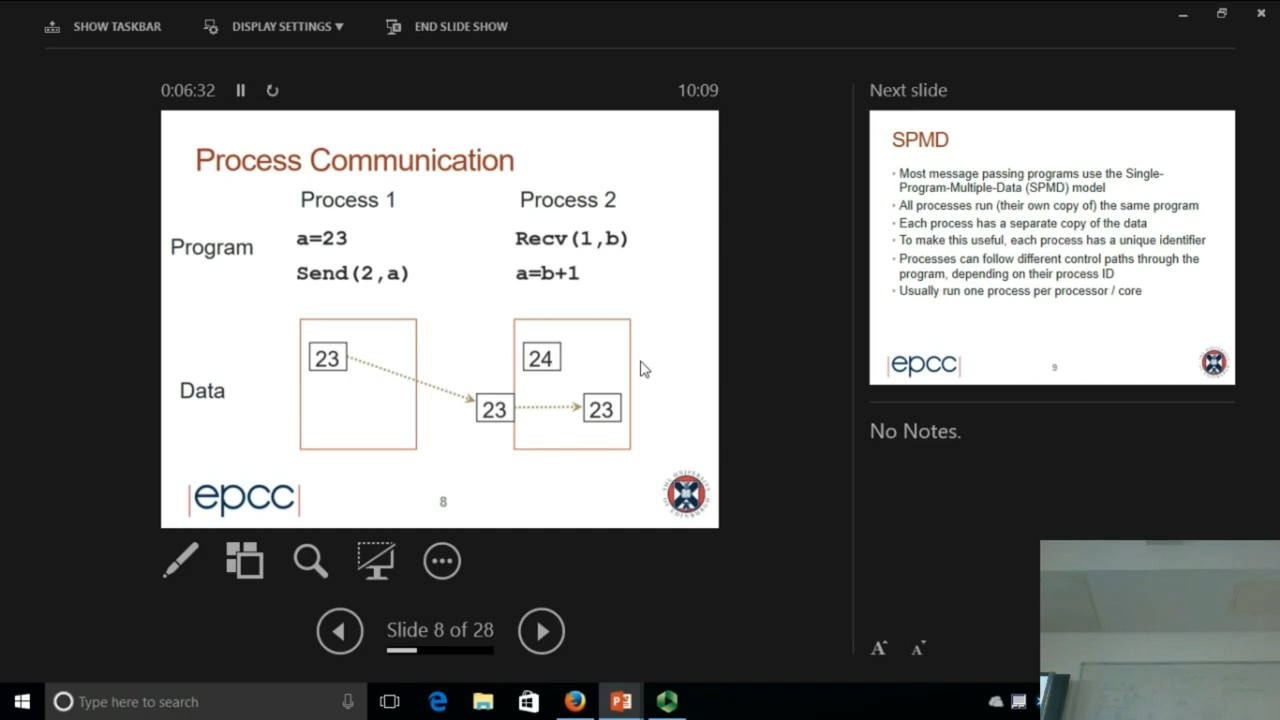 SHOW TASKBAR
DISPLAY SETTINGS ▼
END SLIDE SHOW
0:06:32
10:09
Process Communication
Process 1
Process 2
Program
a=23
Recv(1,b)
Send(2,a)
a=b+1
Data
23
24
23
23
|epcc|
8
THE UNIVERSITY OF EDINBURGH
Slide 8 of 28
Next slide
SPMD
• Most message passing programs use the Single-
Program-Multiple-Data (SPMD) model
• All processes run (their own copy of) the same program
• Each process has a separate copy of the data
• To make this useful, each process has a unique identifier
• Processes can follow different control paths through the
program, depending on their process ID
• Usually run one process per processor / core
|epcc|
9
No Notes.
A A
Type here to search